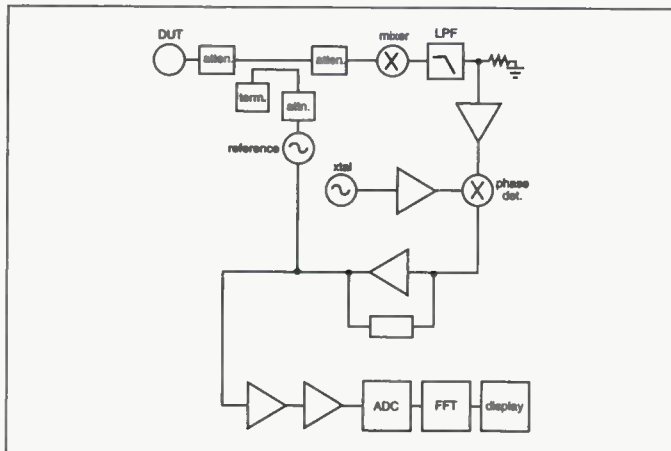 DUT
atten.
atten.
mixer
LPF
term.
attn.
reference
xtal
phase
det.
ADC
FFT
display